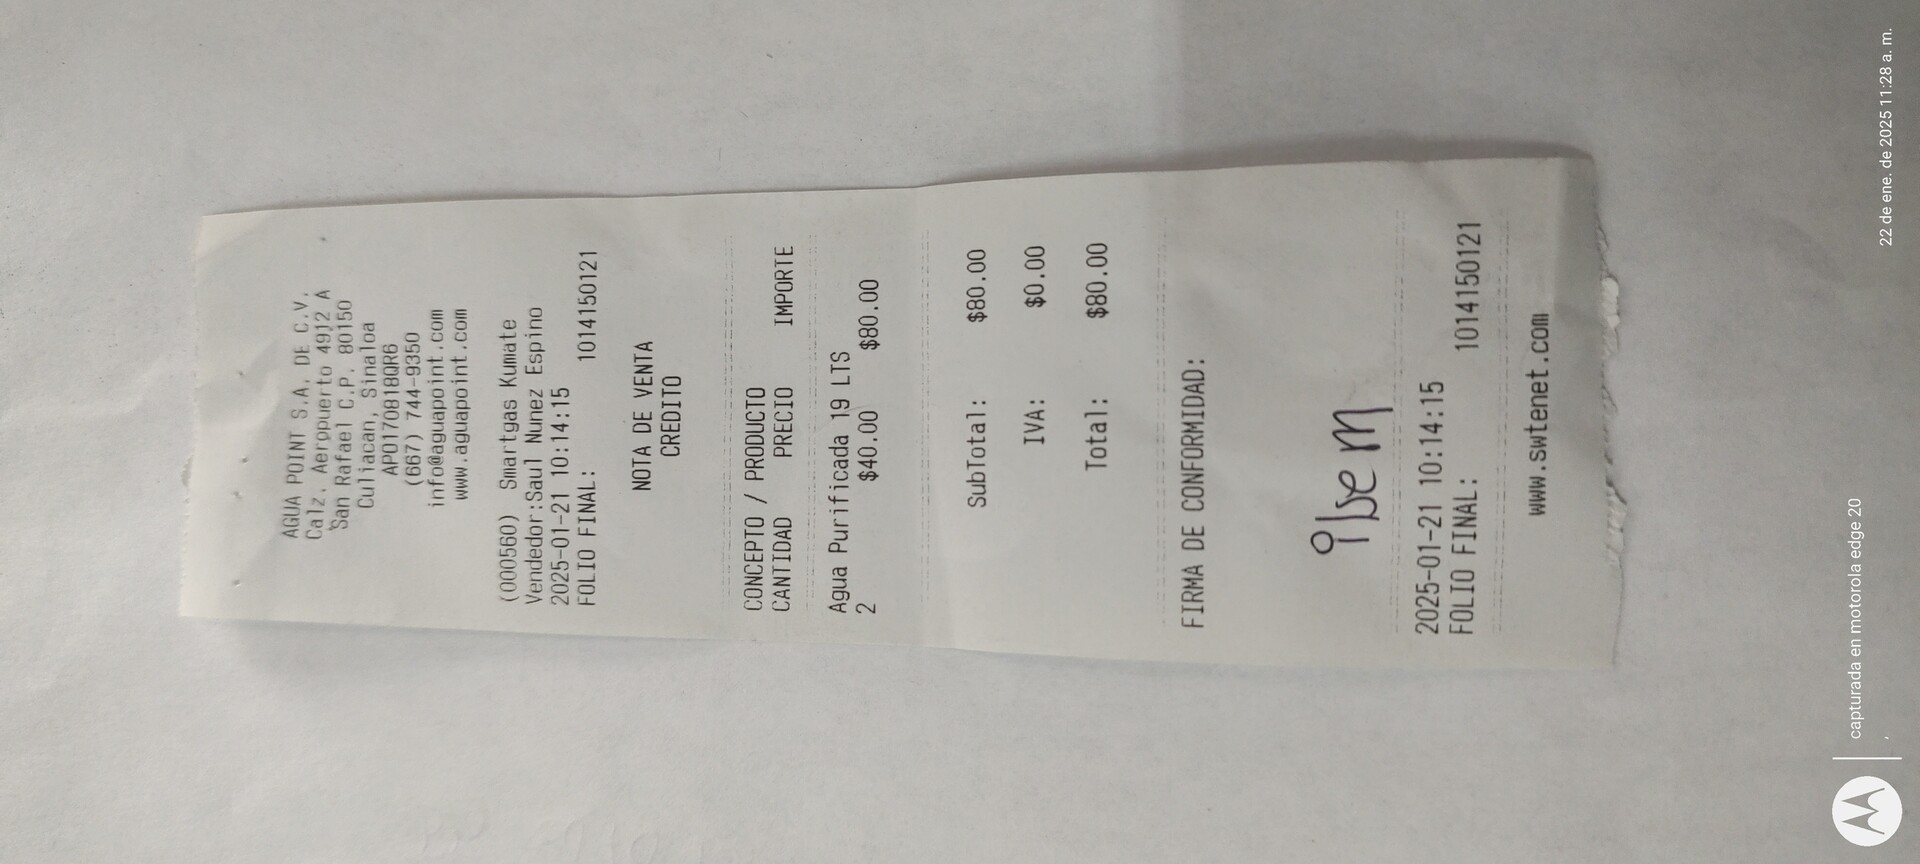 AGUA POINT S.A. DE C.V.
Calz. Aeropuerto 4912 A
San Rafael C.P. 80150
Culiacan, Sinaloa
APO170818QR6
(667) 744-9350
info@aguapoint.com
www.aguapoint.com
(000560) Smartgas Kumate
Vendedor:Saul Nunez Espino
2025-01-21 10:14:15
FOLIO FINAL: 1014150121
NOTA DE VENTA
CREDITO
CONCEPTO / PRODUCTO
CANTIDAD PRECIO IMPORTE
Agua Purificada 19 LTS
2 $40.00 $80.00
SubTotal: $80.00
IVA: $0.00
Total: $80.00
FIRMA DE CONFORMIDAD:
Ilse M
2025-01-21 10:14:15
FOLIO FINAL: 1014150121
www.swtenet.com
capturada en motorola edge 20
22 de ene. de 2025 11:28 a. m.